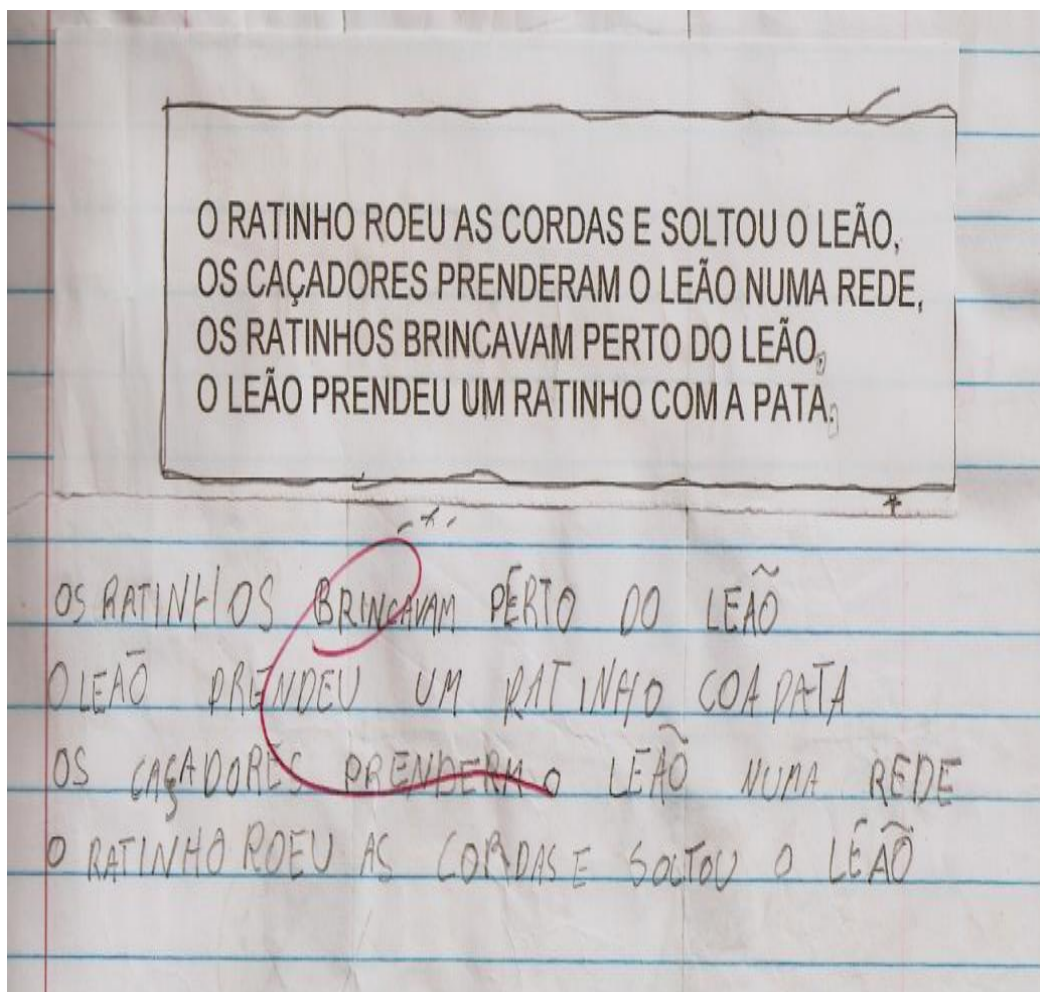 O RATINHO ROEU AS CORDAS E SOLTOU O LEÃO,
OS CAÇADORES PRENDERAM O LEÃO NUMA REDE,
OS RATINHOS BRINCAVAM PERTO DO LEÃO,
O LEÃO PRENDEU UM RATINHO COM A PATA.
OS RATINHOS BRINCAVAM PERTO DO LEÃO
O LEÃO PRENDEU UM RATINHO COA PATA
OS CAÇADORES PRENDERM O LEÃO NUMA REDE
O RATINHO ROEU AS CORDAS E SOLTOU O LEÃO